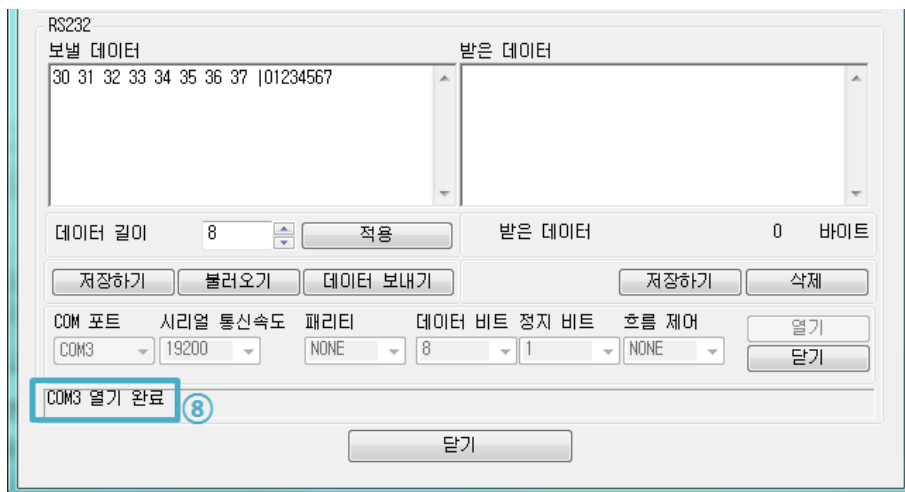 RS232
보낼 데이터 받은 데이터
30 31 32 33 34 35 36 37 |01234567
데이터 길이 8 적용 받은 데이터 0 바이트
저장하기 불러오기 데이터 보내기 저장하기 삭제
COM 포트 시리얼 통신속도 패리티 데이터 비트 정지 비트 흐름 제어 열기
COM3 19200 NONE 8 1 NONE 닫기
COM3 열기 완료 ⑧
닫기